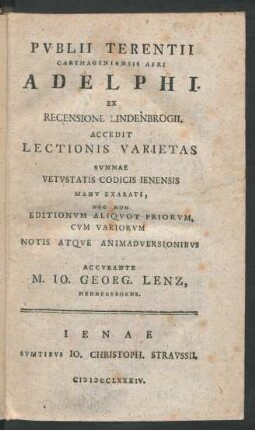 PVBLII TERENTII
CARTHAGINIENSIS AFRI
ADELPHI.
EX
RECENSIONE LINDENBROGII.
ACCEDIT
LECTIONIS VARIETAS
SVMMAE
VETVSTATIS CODICIS IENENSIS
MANV EXARATI,
NEC NON
EDITIONVM ALIQVOT PRIORVM,
CVM VARIORVM
NOTIS ATQVE ANIMADVERSIONIBVS
ACCVRANTE
M. IO. GEORG. LENZ,
HENNEBERGENS.
IENAE
SVMTIBVS IO. CHRISTOPH. STRAVSSII.
CIƆIƆCCLXXXIV.